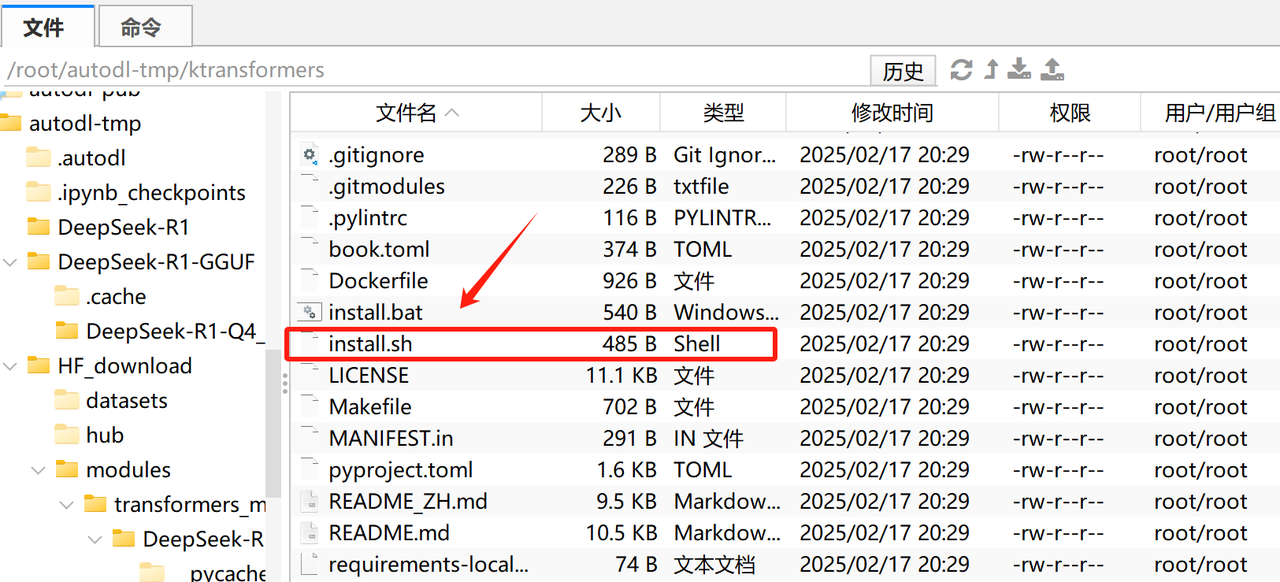 文件 命令
/root/autodl-tmp/ktransformers 历史
autodl-pub
autodl-tmp
.autodl
.ipynb_checkpoints
DeepSeek-R1
DeepSeek-R1-GGUF
.cache
DeepSeek-R1-Q4_
HF_download
datasets
hub
modules
transformers_m
DeepSeek-R
pycache
文件名 大小 类型 修改时间 权限 用户/用户组
.gitignore 289 B Git Ignor... 2025/02/17 20:29 -rw-r--r-- root/root
.gitmodules 226 B txtfile 2025/02/17 20:29 -rw-r--r-- root/root
.pylintrc 116 B PYLINTR... 2025/02/17 20:29 -rw-r--r-- root/root
book.toml 374 B TOML 2025/02/17 20:29 -rw-r--r-- root/root
Dockerfile 926 B 文件 2025/02/17 20:29 -rw-r--r-- root/root
install.bat 540 B Windows... 2025/02/17 20:29 -rw-r--r-- root/root
install.sh 485 B Shell 2025/02/17 20:29 -rw-r--r-- root/root
LICENSE 11.1 KB 文件 2025/02/17 20:29 -rw-r--r-- root/root
Makefile 702 B 文件 2025/02/17 20:29 -rw-r--r-- root/root
MANIFEST.in 291 B IN 文件 2025/02/17 20:29 -rw-r--r-- root/root
pyproject.toml 1.6 KB TOML 2025/02/17 20:29 -rw-r--r-- root/root
README_ZH.md 9.5 KB Markdow... 2025/02/17 20:29 -rw-r--r-- root/root
README.md 10.5 KB Markdow... 2025/02/17 20:29 -rw-r--r-- root/root
requirements-local... 74 B 文本文档 2025/02/17 20:29 -rw-r--r-- root/root